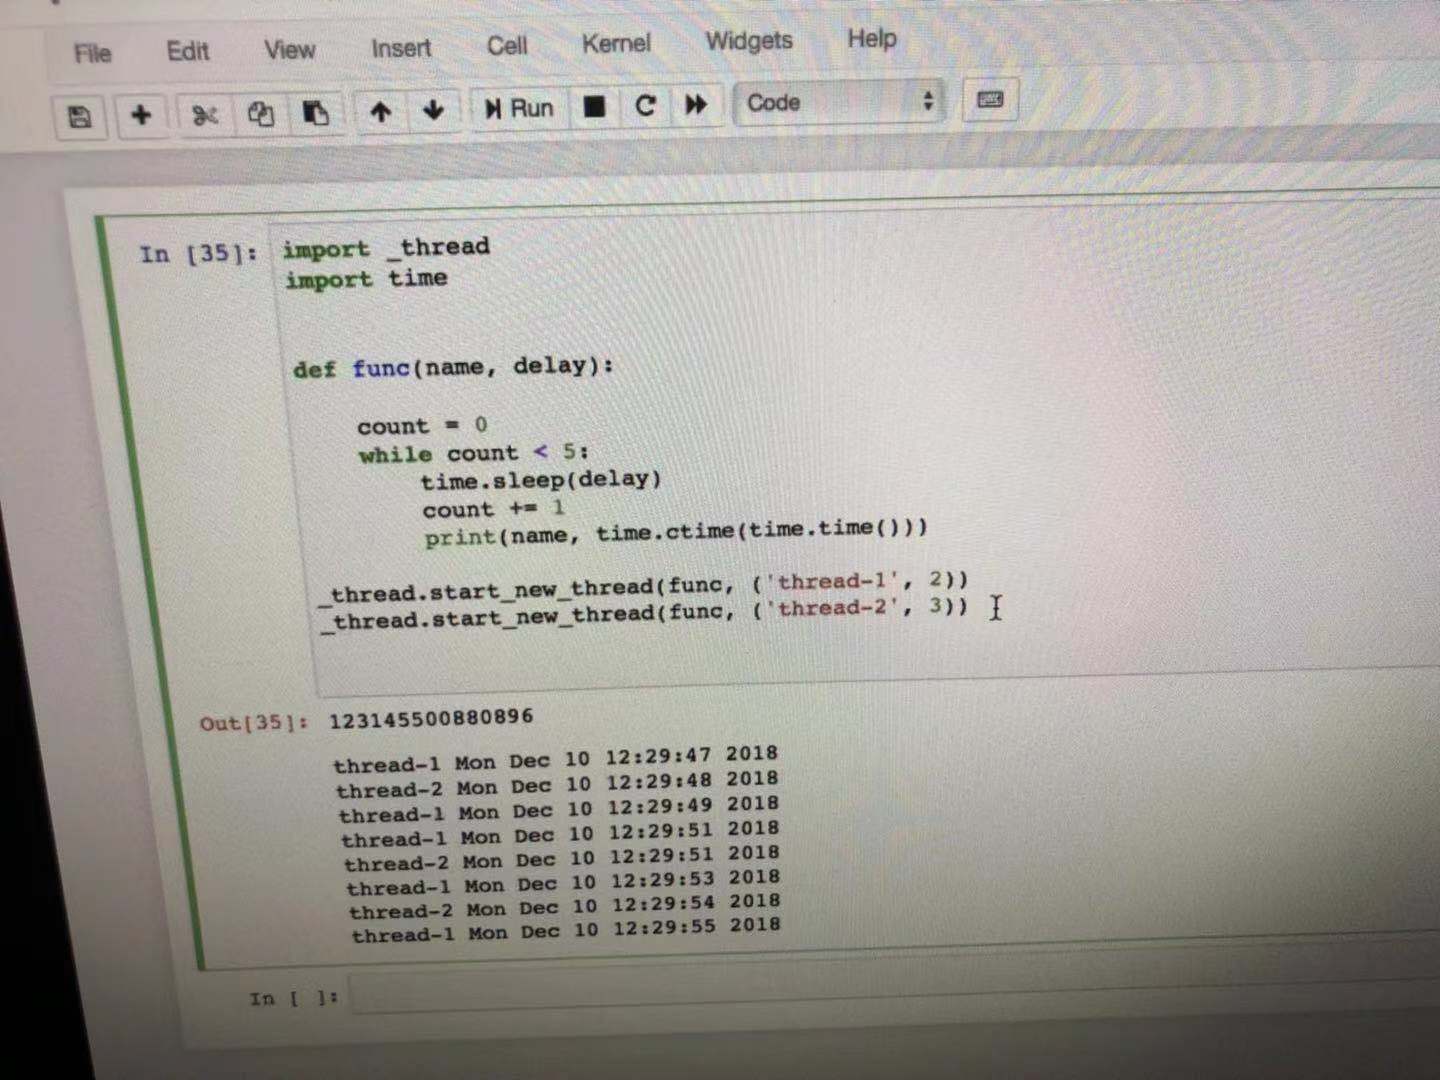 File Edit View Insert Cell Kernel Widgets Help
Run Code
In [35]: import _thread
import time
def func(name, delay):
count = 0
while count < 5:
time.sleep(delay)
count += 1
print(name, time.ctime(time.time()))
_thread.start_new_thread(func, ('thread-1', 2))
_thread.start_new_thread(func, ('thread-2', 3))
Out[35]: 123145500880896
thread-1 Mon Dec 10 12:29:47 2018
thread-2 Mon Dec 10 12:29:48 2018
thread-1 Mon Dec 10 12:29:49 2018
thread-1 Mon Dec 10 12:29:51 2018
thread-2 Mon Dec 10 12:29:51 2018
thread-1 Mon Dec 10 12:29:53 2018
thread-2 Mon Dec 10 12:29:54 2018
thread-1 Mon Dec 10 12:29:55 2018
In [ ]: